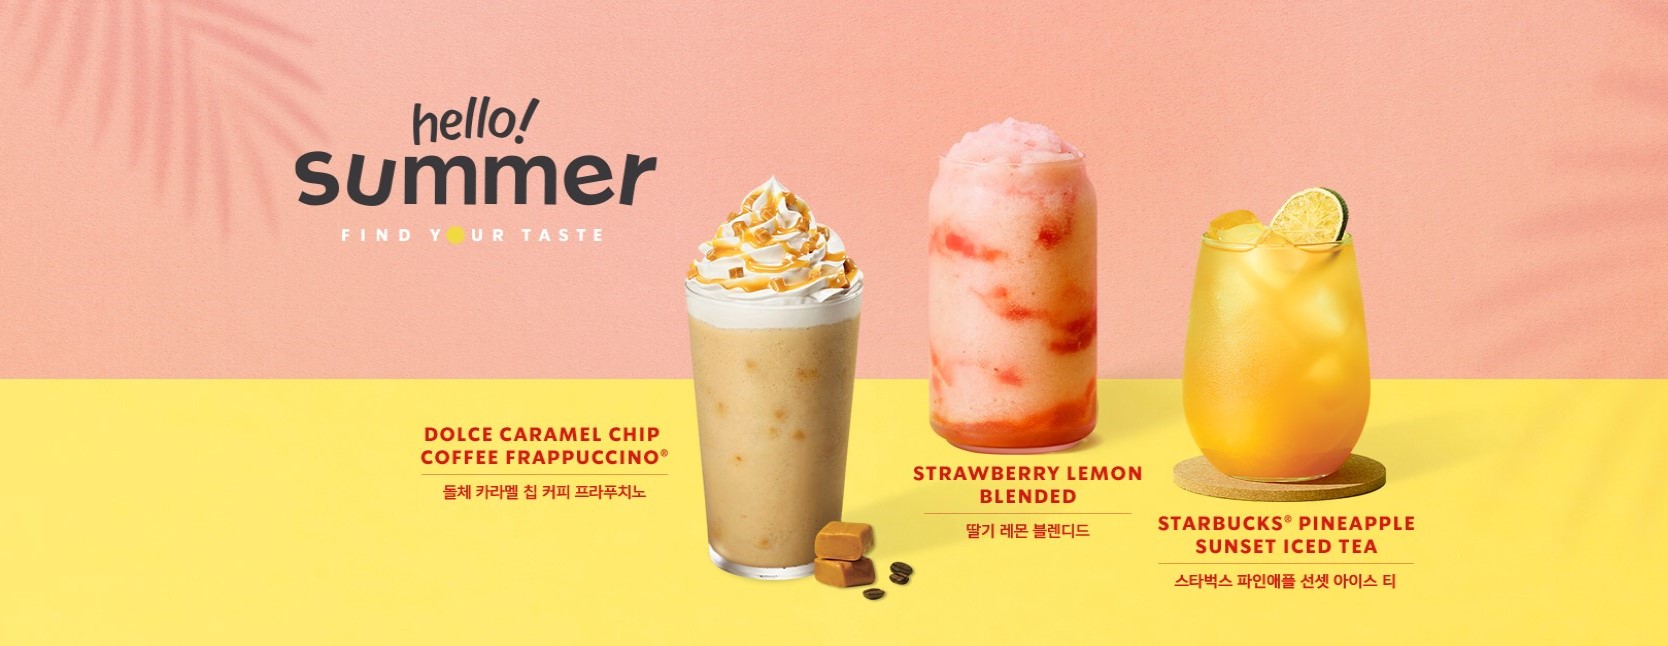 hello!
summer
FIND YOUR TASTE
DOLCE CARAMEL CHIP
COFFEE FRAPPUCCINO®
돌체 카라멜 칩 커피 프라푸치노
STRAWBERRY LEMON
BLENDED
딸기 레몬 블렌디드
STARBUCKS® PINEAPPLE
SUNSET ICED TEA
스타벅스 파인애플 선셋 아이스 티